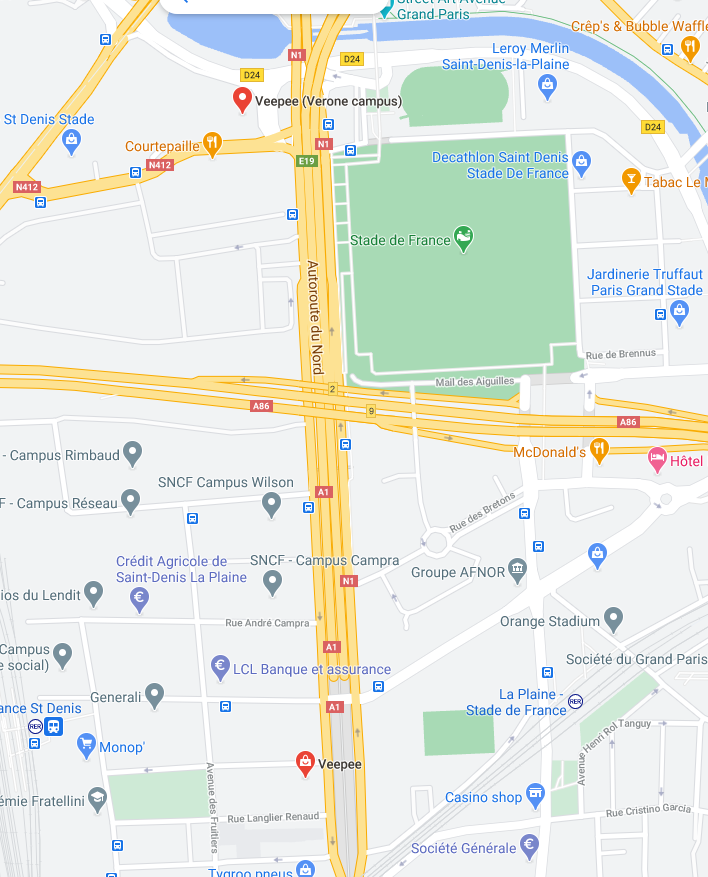 Street Art Avenue
Grand-Paris
Crêp's & Bubble Waffle
N1
D24
D24
Leroy Merlin
Saint-Denis-la-Plaine
Veepee (Verone campus)
St Denis Stade
D24
Courtepaille
N1
N412
E19
Decathlon Saint Denis
Stade De France
N412
Tabac Le
Stade de France
Autoroute du Nord
Jardinerie Truffaut
Paris Grand Stade
Rue de Brennus
Mail des Aiguilles
2
A86
9
A86
- Campus Rimbaud
McDonald's
Hôtel
SNCF Campus Wilson
A1
F - Campus Réseau
Rue des Bretons
Crédit Agricole de
Saint-Denis La Plaine
SNCF - Campus Campra
N1
Groupe AFNOR
ios du Lendit
Rue André Campra
Orange Stadium
A1
Campus
e social)
Société du Grand Paris
LCL Banque et assurance
Generali
A1
La Plaine -
Stade de France
RER
ance St Denis
RER
Monop'
Avenue Henri Rol Tanguy
Veepee
Avenue des Fruitiers
émie Fratellini
Casino shop
Rue Langlier Renaud
Rue Cristino Garcia
Société Générale
Tygroo pneus